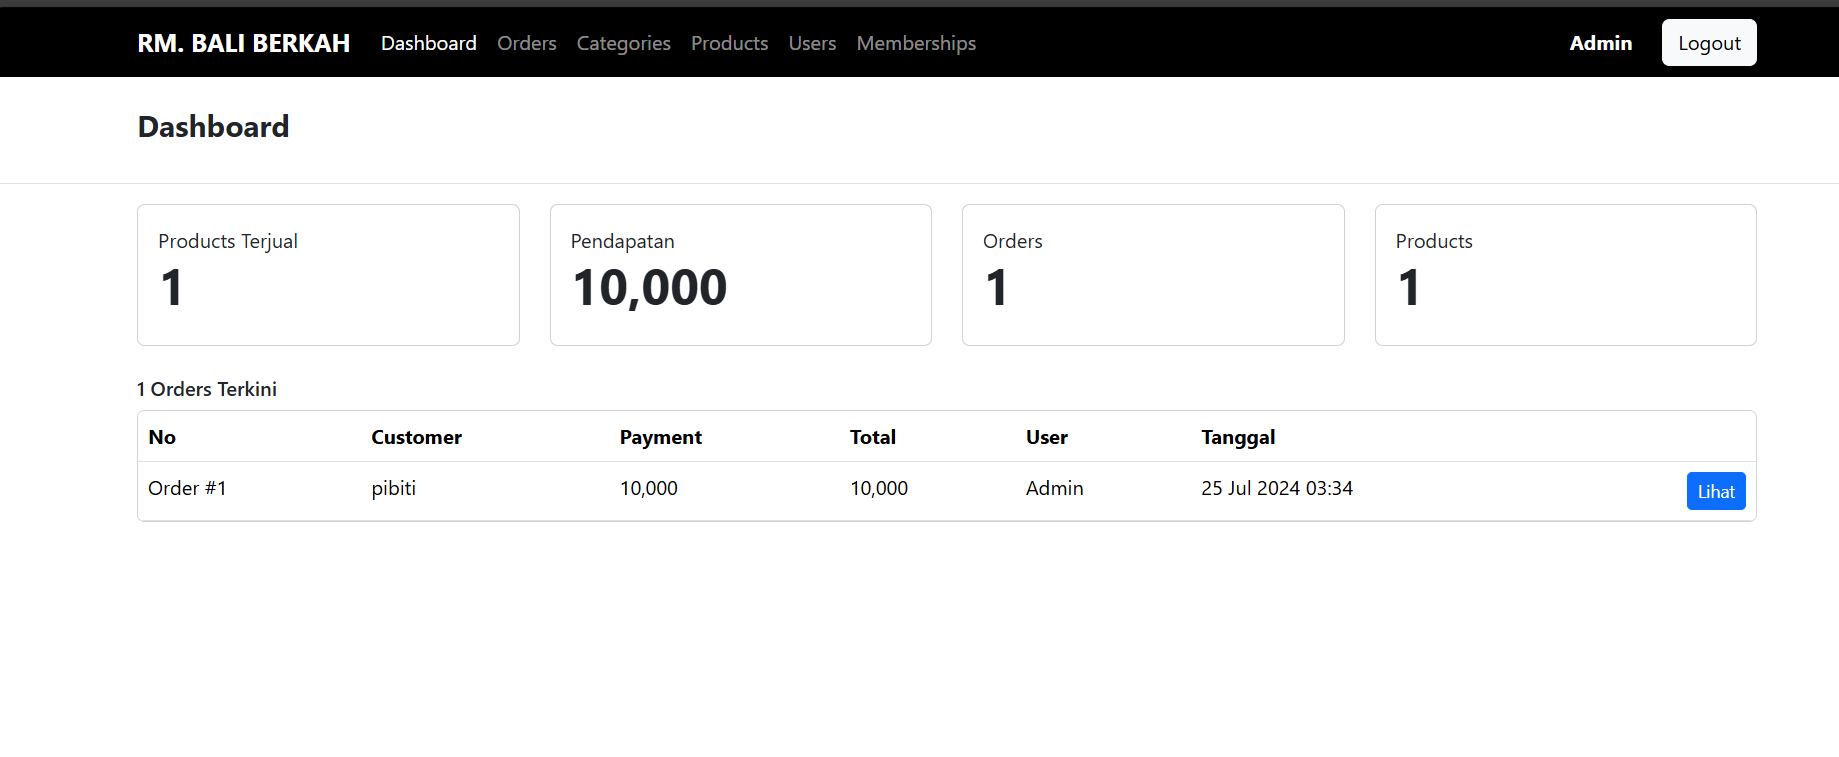 RM. BALI BERKAH Dashboard Orders Categories Products Users Memberships Admin Logout
Dashboard
Products Terjual Pendapatan Orders Products
1 10,000 1 1
1 Orders Terkini
No Customer Payment Total User Tanggal
Order #1 pibiti 10,000 10,000 Admin 25 Jul 2024 03:34 Lihat